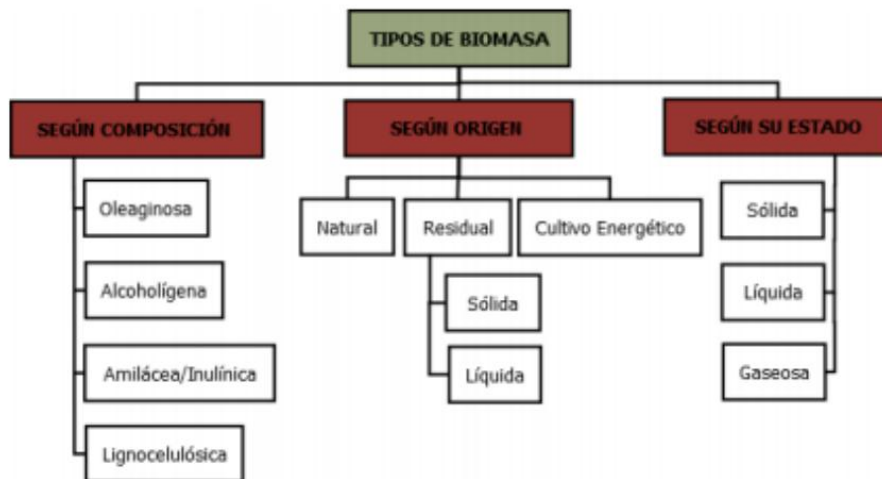 TIPOS DE BIOMASA
SEGÚN COMPOSICIÓN
Oleaginosa
Alcoholígena
Amilácea/Inulínica
Lignocelulósica
SEGÚN ORIGEN
Natural
Residual
Sólida
Líquida
Cultivo Energético
SEGÚN SU ESTADO
Sólida
Líquida
Gaseosa